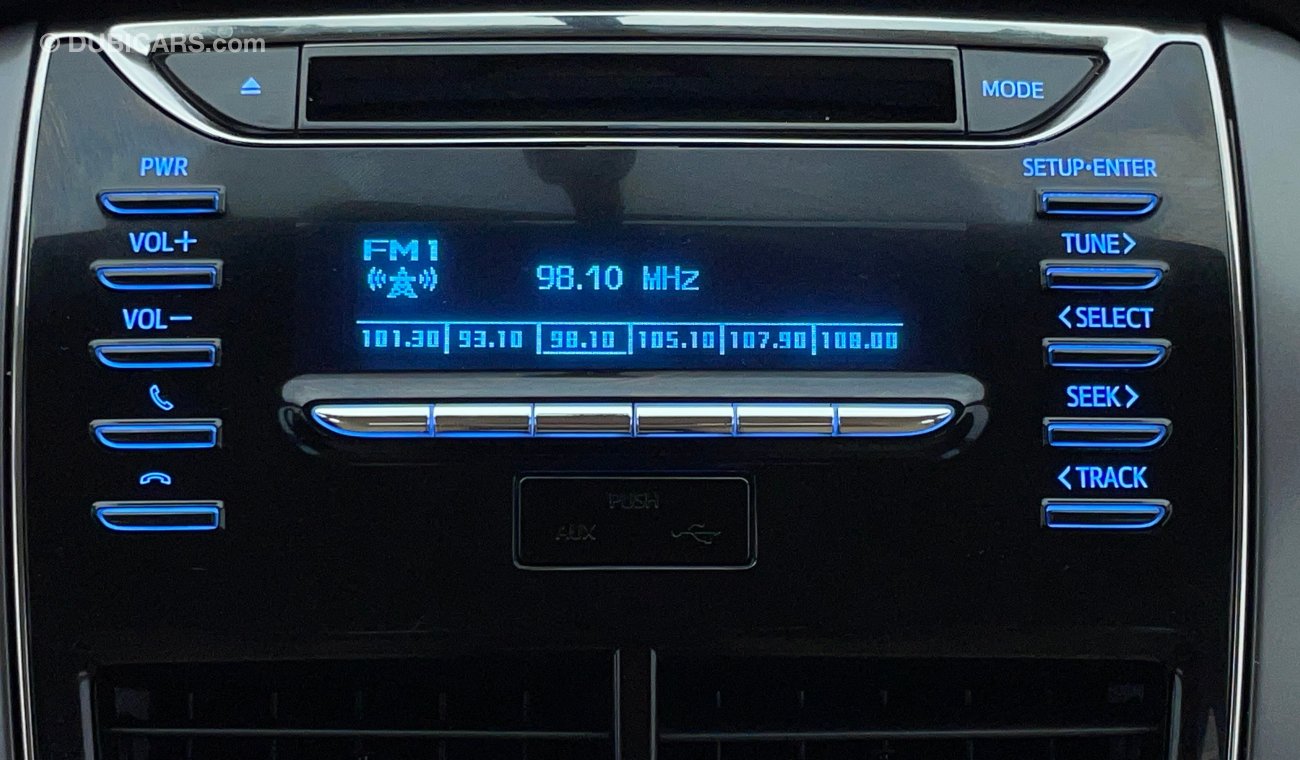 © DUBICARS.com
MODE
PWR
SETUP•ENTER
VOL+
TUNE>
FM1
98.10 MHz
VOL−
<SELECT
101.30 93.10 98.10 105.10 107.90 108.00
SEEK>
<TRACK
PUSH
AUX